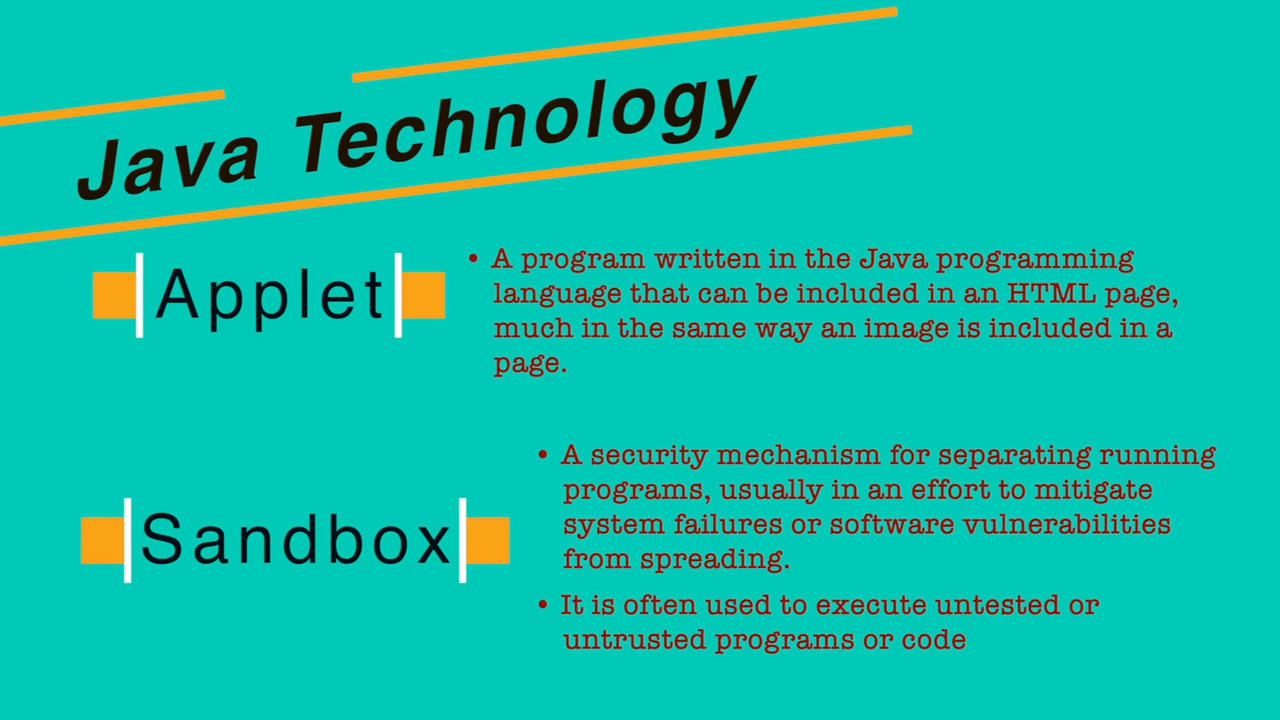 Java Technology
Applet
• A program written in the Java programming
language that can be included in an HTML page,
much in the same way an image is included in a
page.
Sandbox
• A security mechanism for separating running
programs, usually in an effort to mitigate
system failures or software vulnerabilities
from spreading.
• It is often used to execute untested or
untrusted programs or code